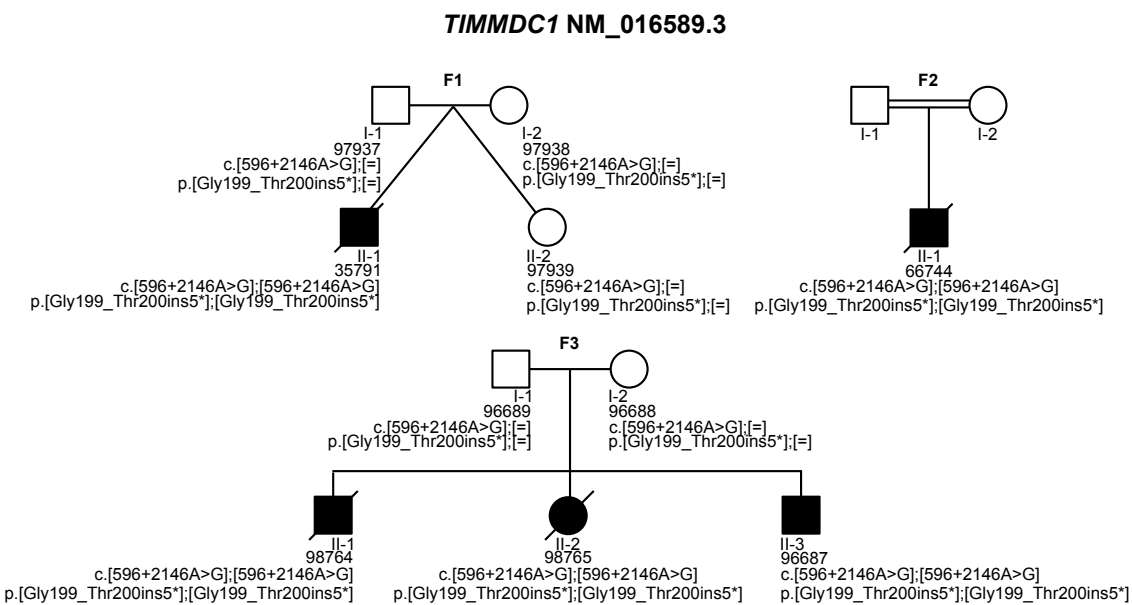 TIMMDC1 NM_016589.3
F1
I-1
97937
c.[596+2146A>G];[=]
p.[Gly199_Thr200ins5*];[=]
I-2
97938
c.[596+2146A>G];[=]
p.[Gly199_Thr200ins5*];[=]
II-1
35791
c.[596+2146A>G];[596+2146A>G]
p.[Gly199_Thr200ins5*];[Gly199_Thr200ins5*]
II-2
97939
c.[596+2146A>G];[=]
p.[Gly199_Thr200ins5*];[=]
F2
I-1
I-2
II-1
66744
c.[596+2146A>G];[596+2146A>G]
p.[Gly199_Thr200ins5*];[Gly199_Thr200ins5*]
F3
I-1
96689
c.[596+2146A>G];[=]
p.[Gly199_Thr200ins5*];[=]
I-2
96688
c.[596+2146A>G];[=]
p.[Gly199_Thr200ins5*];[=]
II-1
98764
c.[596+2146A>G];[596+2146A>G]
p.[Gly199_Thr200ins5*];[Gly199_Thr200ins5*]
II-2
98765
c.[596+2146A>G];[596+2146A>G]
p.[Gly199_Thr200ins5*];[Gly199_Thr200ins5*]
II-3
96687
c.[596+2146A>G];[596+2146A>G]
p.[Gly199_Thr200ins5*];[Gly199_Thr200ins5*]